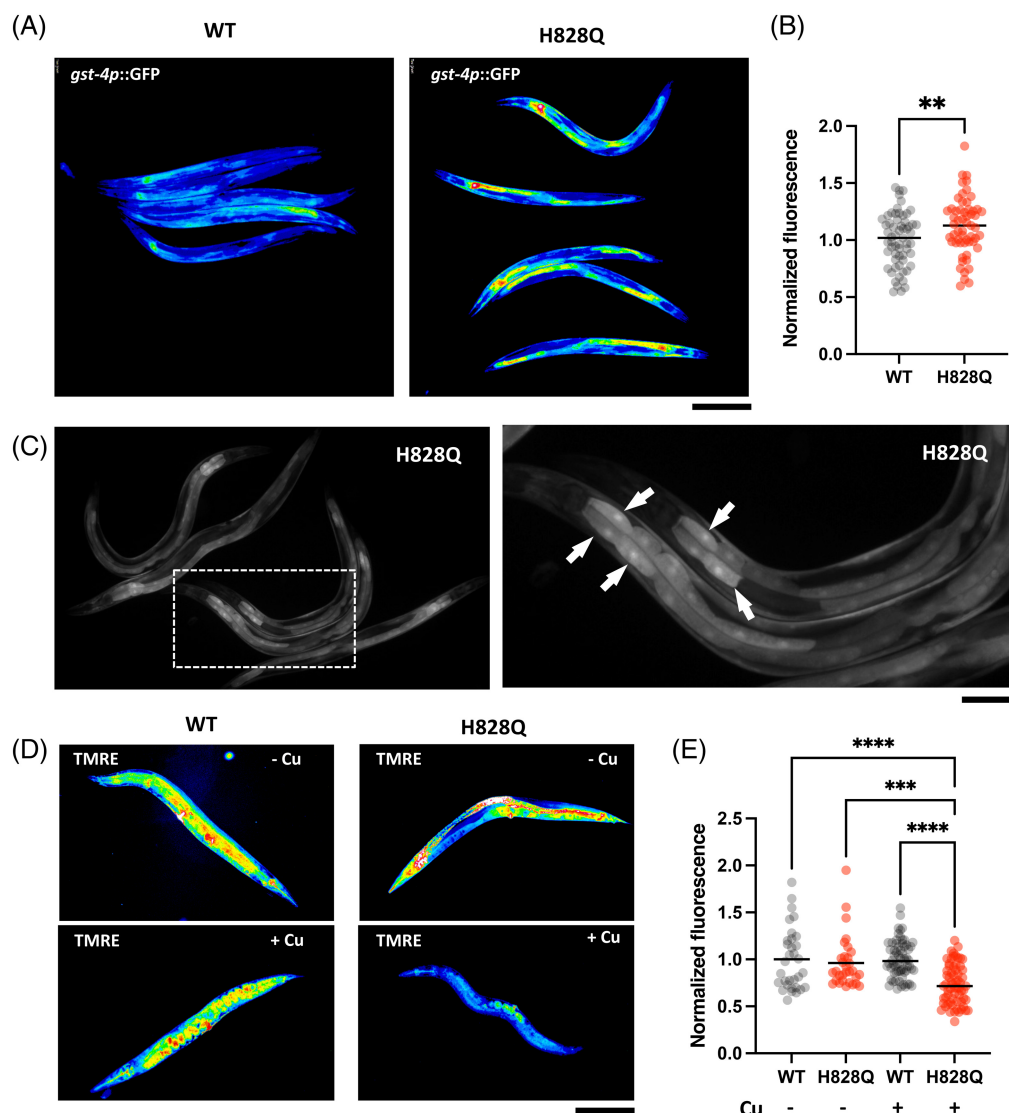 (A)
WT
H828Q
gst-4p::GFP
gst-4p::GFP
(B)
**
Normalized fluorescence
2.0
1.5
1.0
0.5
0.0
WT H828Q
(C)
H828Q
H828Q
(D)
WT
H828Q
TMRE - Cu
TMRE - Cu
TMRE + Cu
TMRE + Cu
(E)
****
***
****
Normalized fluorescence
2.5
2.0
1.5
1.0
0.5
0.0
WT H828Q WT H828Q
Cu - - + +